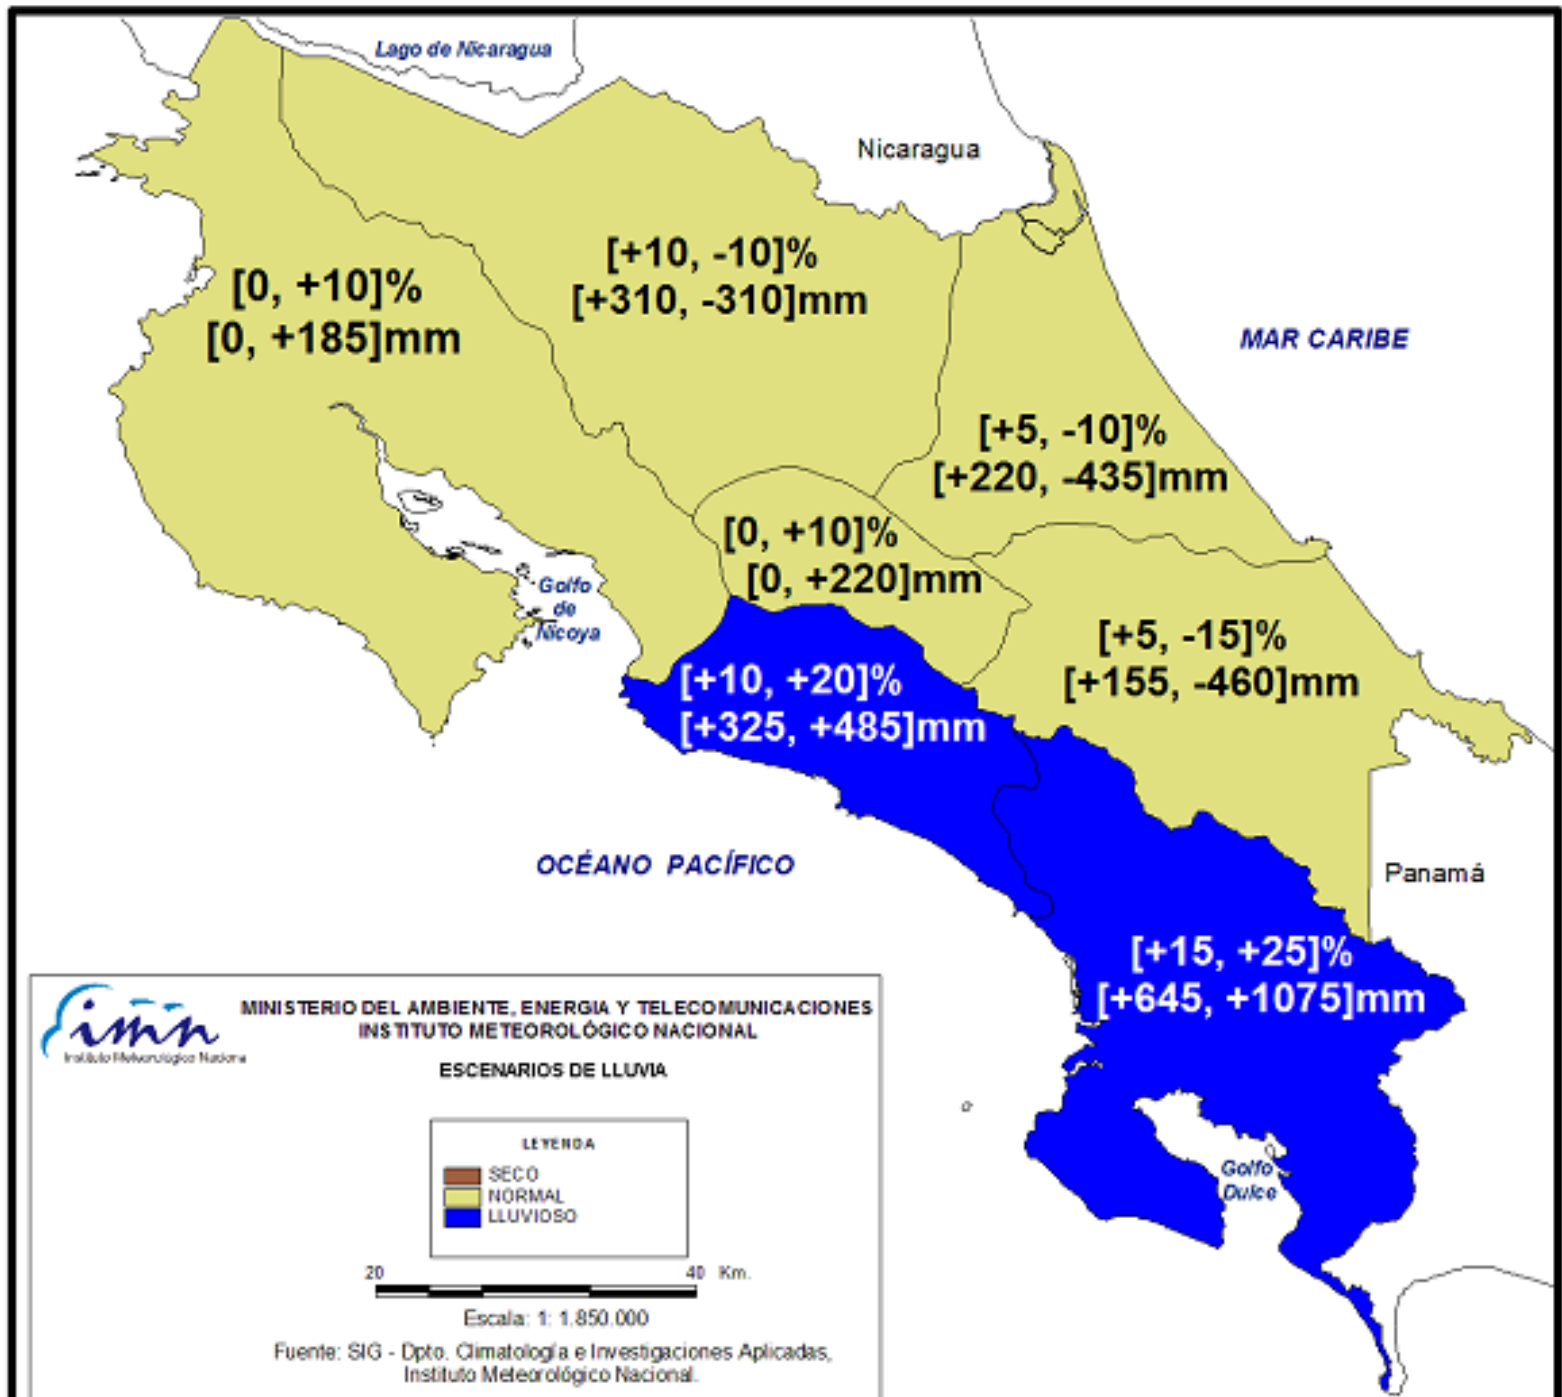 Lago de Nicaragua
Nicaragua
[+10, -10]%
[+310, -310]mm
[0, +10]%
[0, +185]mm
MAR CARIBE
[+5, -10]%
[+220, -435]mm
[0, +10]%
[0, +220]mm
Golfo
de
Nicoya
[+5, -15]%
[+155, -460]mm
[+10, +20]%
[+325, +485]mm
OCÉANO PACÍFICO
Panamá
[+15, +25]%
[+645, +1075]mm
Golfo
Dulce
imn
Instituto Meteorológico Naciona
MINISTERIO DEL AMBIENTE, ENERGIA Y TELECOMUNICACIONES
INSTITUTO METEOROLÓGICO NACIONAL
ESCENARIOS DE LLUVIA
LEYENDA
SECO
NORMAL
LLUVIOSO
20 40 Km.
Escala: 1: 1.850.000
Fuente: SIG - Dpto. Climatología e Investigaciones Aplicadas,
Instituto Meteorológico Nacional.